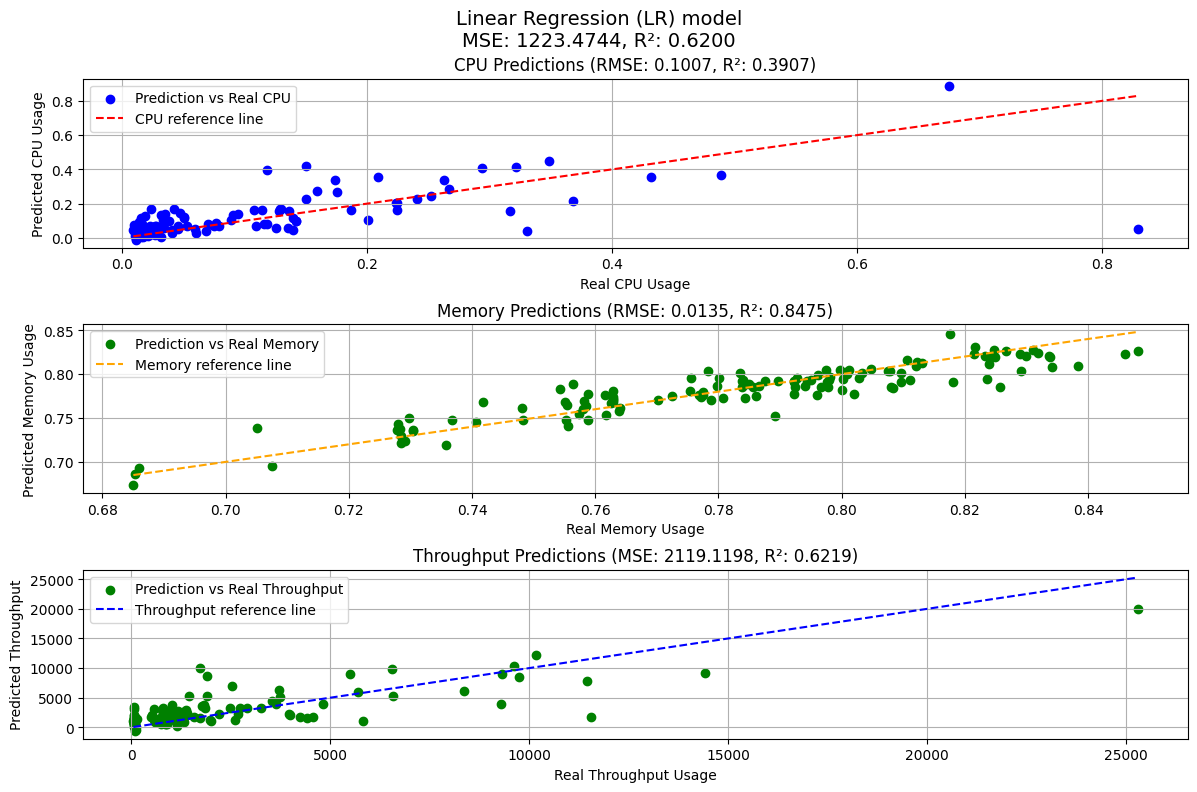 Linear Regression (LR) model
MSE: 1223.4744, R²: 0.6200
CPU Predictions (RMSE: 0.1007, R²: 0.3907)
Prediction vs Real CPU
CPU reference line
Predicted CPU Usage
0.8
0.6
0.4
0.2
0.0
0.0 0.2 0.4 0.6 0.8
Real CPU Usage
Memory Predictions (RMSE: 0.0135, R²: 0.8475)
Prediction vs Real Memory
Memory reference line
Predicted Memory Usage
0.85
0.80
0.75
0.70
0.68 0.70 0.72 0.74 0.76 0.78 0.80 0.82 0.84
Real Memory Usage
Throughput Predictions (MSE: 2119.1198, R²: 0.6219)
Prediction vs Real Throughput
Throughput reference line
Predicted Throughput
25000
20000
15000
10000
5000
0
0 5000 10000 15000 20000 25000
Real Throughput Usage